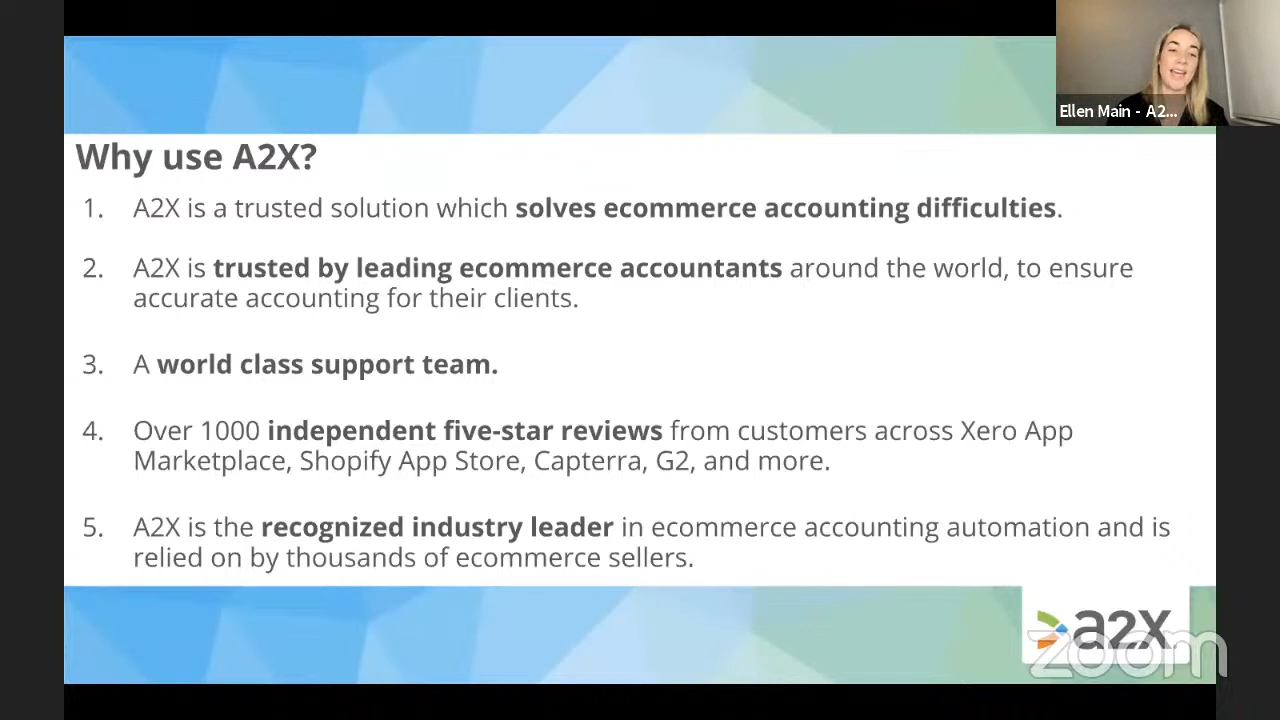 Ellen Main - A2...
Why use A2X?
1. A2X is a trusted solution which solves ecommerce accounting difficulties.
2. A2X is trusted by leading ecommerce accountants around the world, to ensure
accurate accounting for their clients.
3. A world class support team.
4. Over 1000 independent five-star reviews from customers across Xero App
Marketplace, Shopify App Store, Capterra, G2, and more.
5. A2X is the recognized industry leader in ecommerce accounting automation and is
relied on by thousands of ecommerce sellers.
a2x
zoom